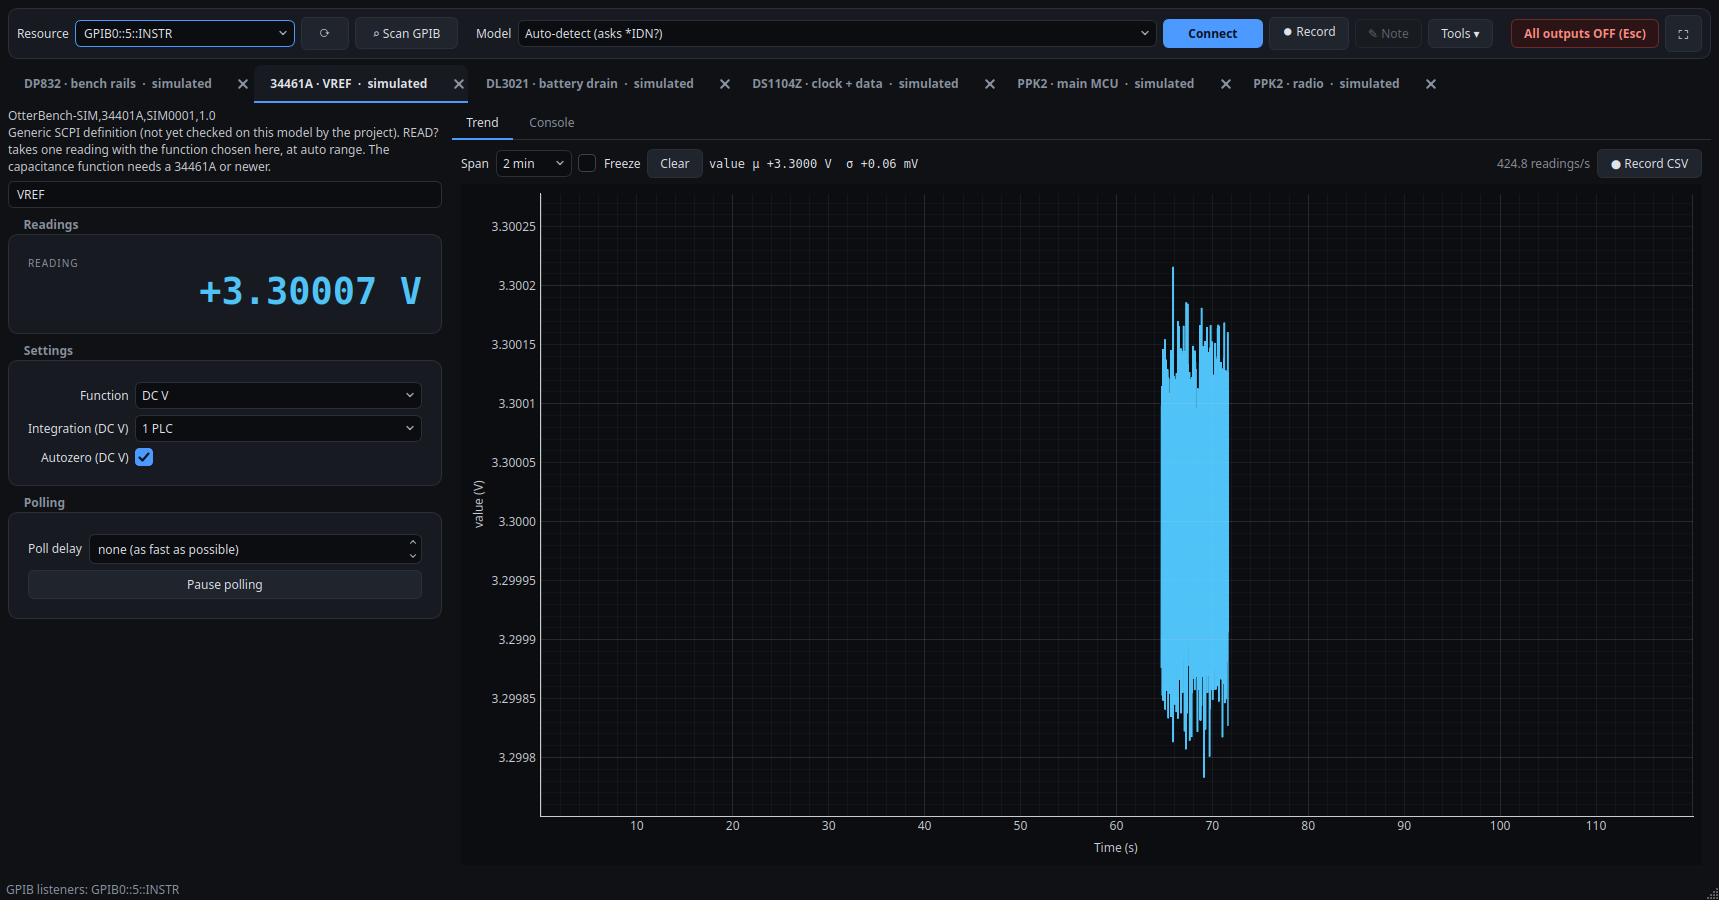 Resource GPIB0::5::INSTR ⟳ ⌕ Scan GPIB Model Auto-detect (asks *IDN?) Connect ● Record ✎ Note Tools ▾ All outputs OFF (Esc) ⛶
DP832 · bench rails · simulated ✕ 34461A · VREF · simulated ✕ DL3021 · battery drain · simulated ✕ DS1104Z · clock + data · simulated ✕ PPK2 · main MCU · simulated ✕ PPK2 · radio · simulated ✕
OtterBench-SIM,34401A,SIM0001,1.0
Generic SCPI definition (not yet checked on this model by the project). READ?
takes one reading with the function chosen here, at auto range. The
capacitance function needs a 34461A or newer.
VREF
Readings
READING
+3.30007 V
Settings
Function DC V
Integration (DC V) 1 PLC
Autozero (DC V)
Polling
Poll delay none (as fast as possible)
Pause polling
Trend Console
Span 2 min Freeze Clear value μ +3.3000 V σ +0.06 mV 424.8 readings/s ● Record CSV
3.30025
3.3002
3.30015
3.3001
3.30005
3.3000
3.29995
3.2999
3.29985
3.2998
value (V)
10 20 30 40 50 60 70 80 90 100 110
Time (s)
GPIB listeners: GPIB0::5::INSTR